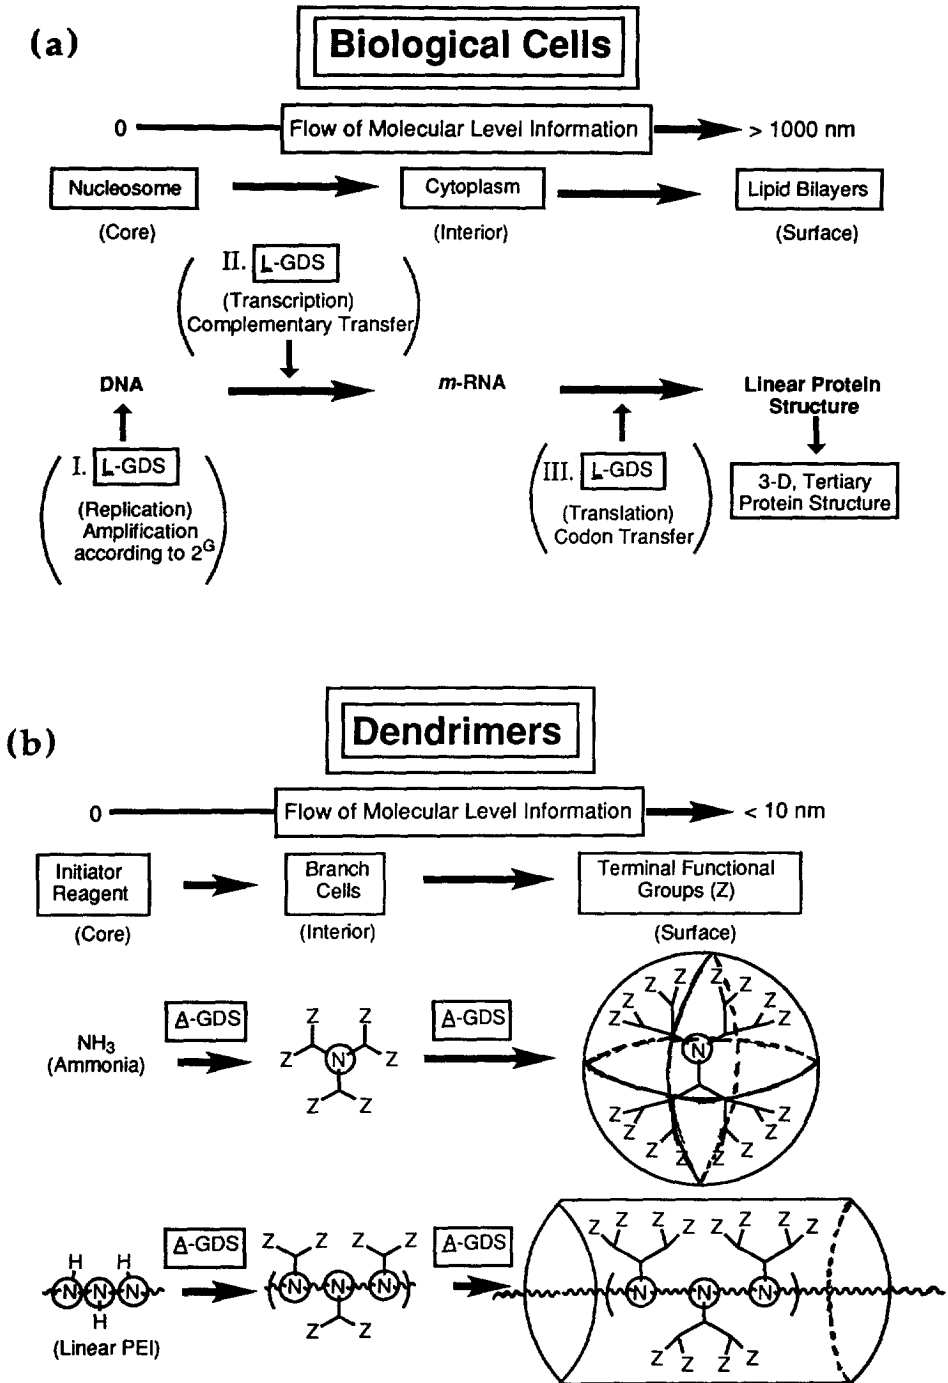 (a)
Biological Cells
0 Flow of Molecular Level Information > 1000 nm
Nucleosome Cytoplasm Lipid Bilayers
(Core) (Interior) (Surface)
II. L-GDS
(Transcription)
Complementary Transfer
DNA m-RNA Linear Protein
Structure
I. L-GDS
(Replication)
Amplification
according to 2^G
III. L-GDS
(Translation)
Codon Transfer
3-D, Tertiary
Protein Structure
(b)
Dendrimers
0 Flow of Molecular Level Information < 10 nm
Initiator
Reagent
Branch
Cells
Terminal Functional
Groups (Z)
(Core) (Interior) (Surface)
NH₃
(Ammonia)
A-GDS
Z Z
Z N Z
Z Z
A-GDS
Z Z Z Z
Z Z
Z Z
N
Z Z
Z Z
Z Z Z Z
H H
N N N
H
(Linear PEI)
A-GDS
Z Z Z Z
N N N
Z Z
A-GDS
Z Z Z Z Z Z Z Z
N N N
Z Z Z Z